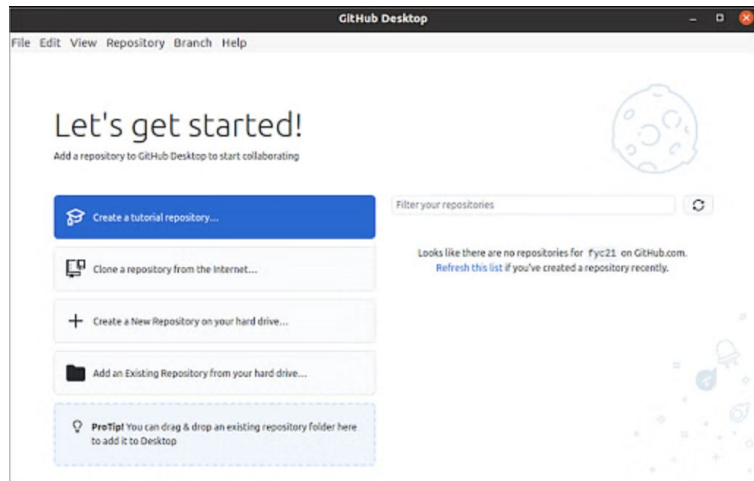 GitHub Desktop
File Edit View Repository Branch Help
Let's get started!
Add a repository to GitHub Desktop to start collaborating
Create a tutorial repository...
Clone a repository from the Internet...
Create a New Repository on your hard drive...
Add an Existing Repository from your hard drive...
ProTip! You can drag & drop an existing repository folder here
to add it to Desktop
Filter your repositories
Looks like there are no repositories for fyc21 on GitHub.com.
Refresh this list if you've created a repository recently.